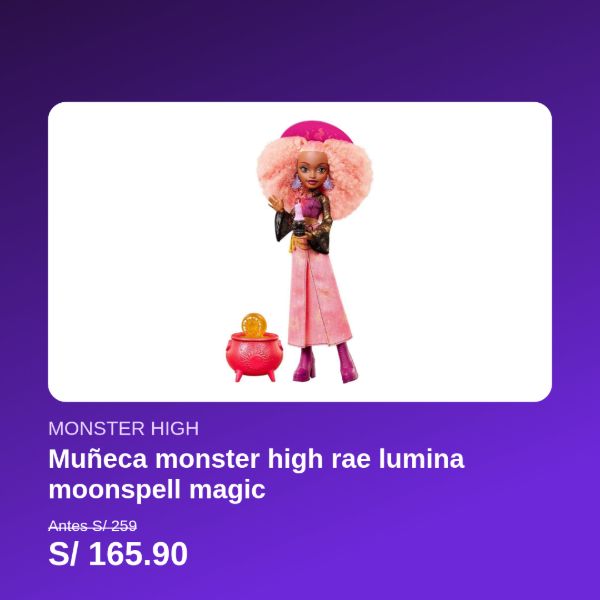 MONSTER HIGH
Muñeca monster high rae lumina
moonspell magic
Antes S/ 259
S/ 165.90